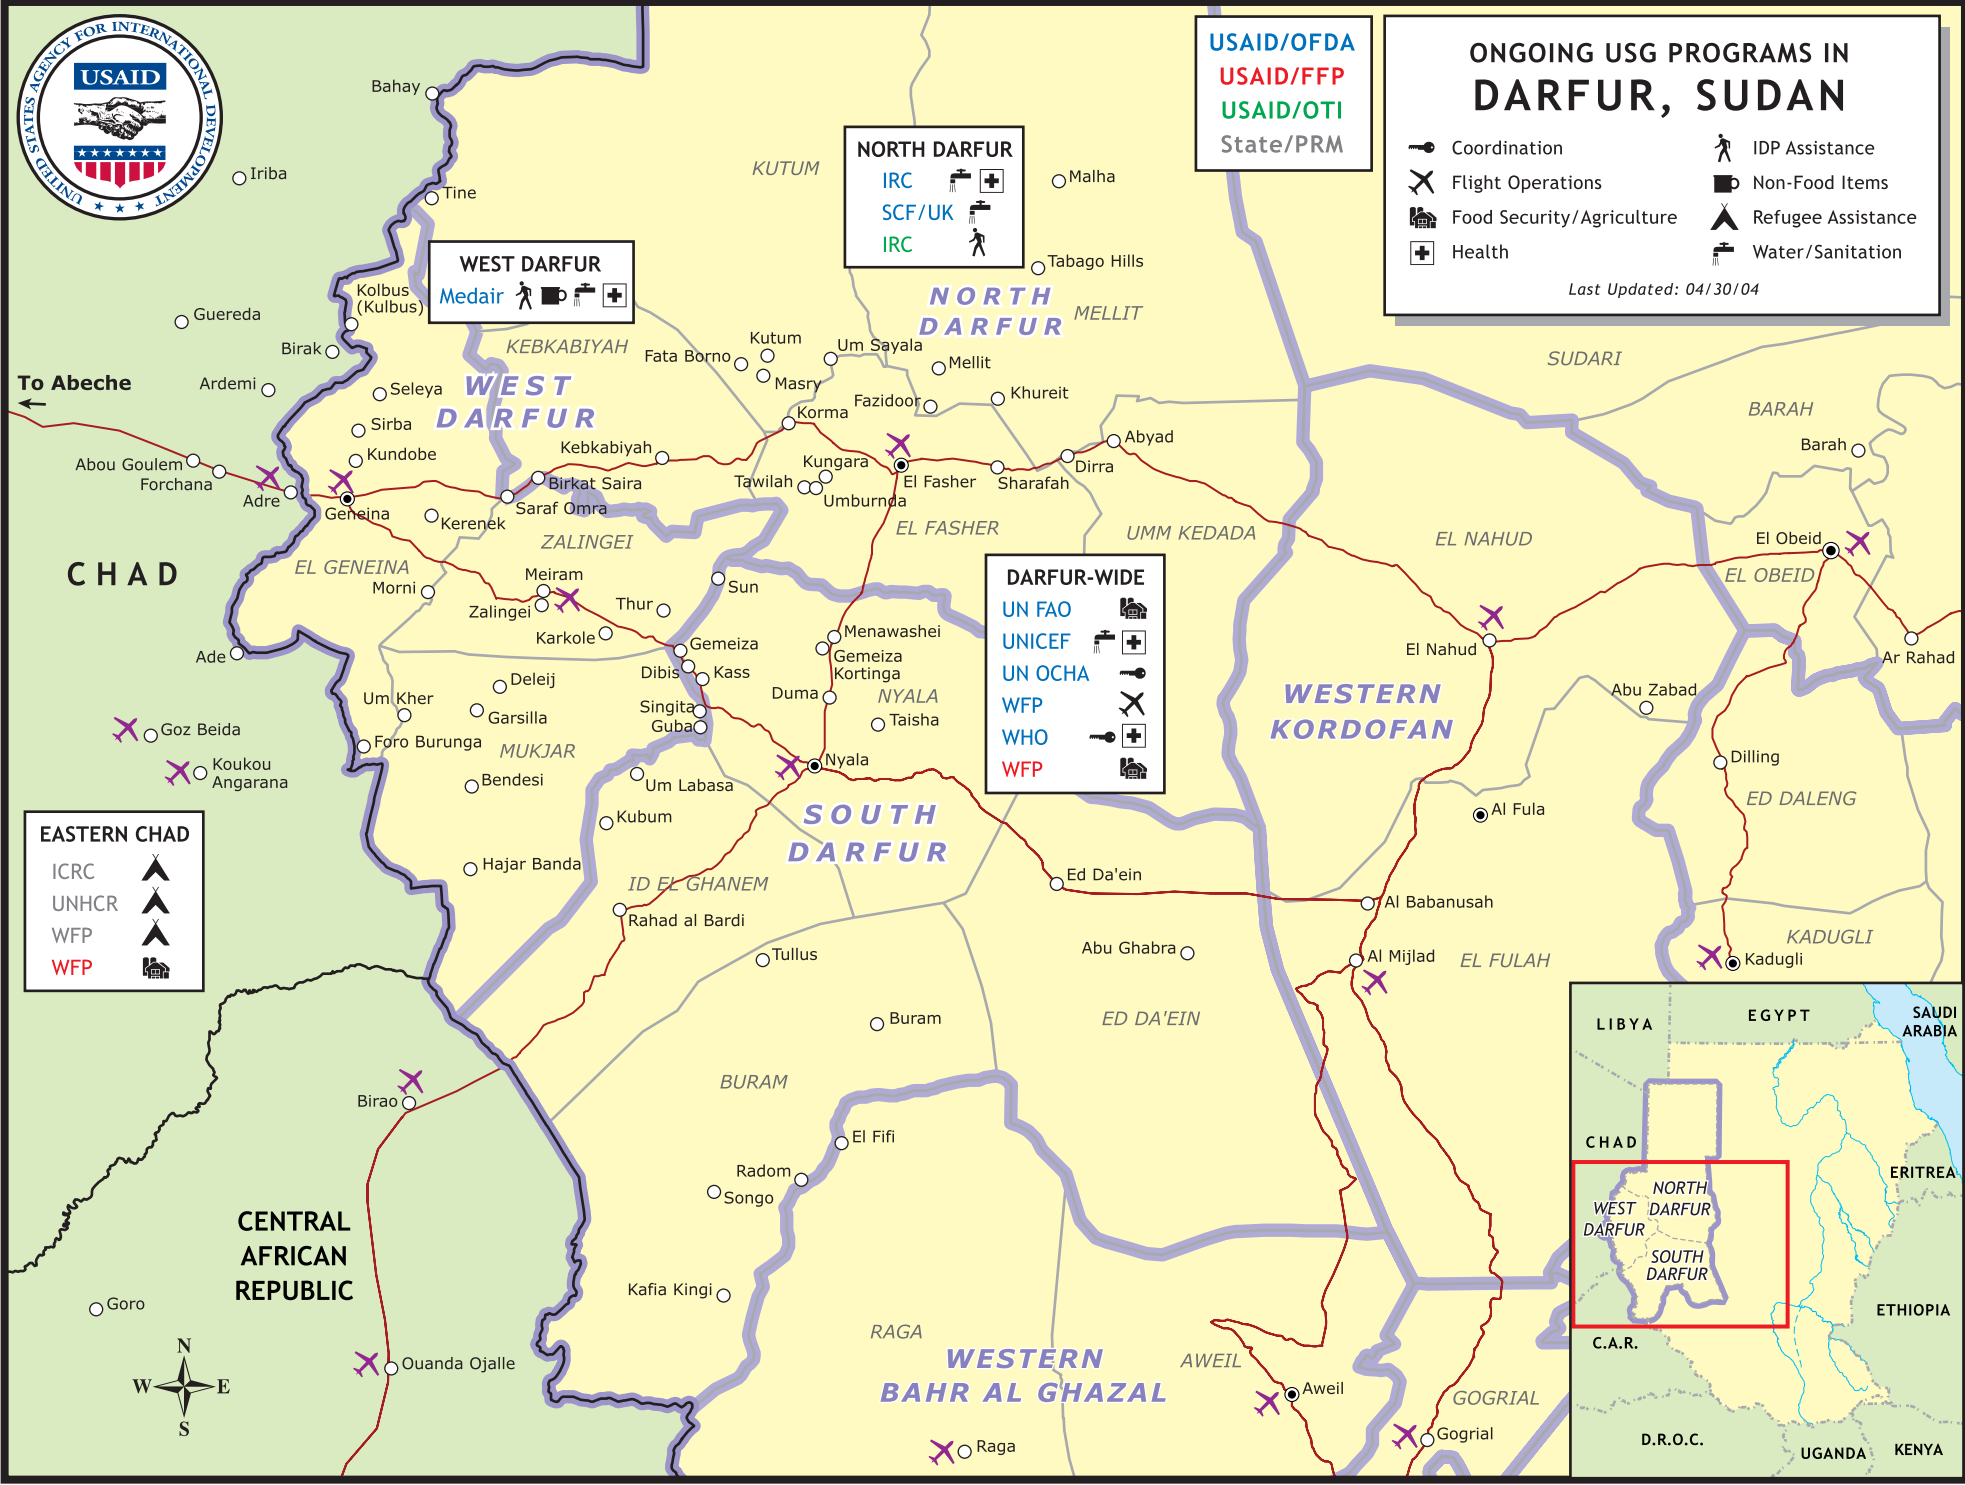 UNITED STATES AGENCY FOR INTERNATIONAL DEVELOPMENT
USAID
USAID/OFDA
USAID/FFP
USAID/OTI
State/PRM
ONGOING USG PROGRAMS IN
DARFUR, SUDAN
Coordination
IDP Assistance
Flight Operations
Non-Food Items
Food Security/Agriculture
Refugee Assistance
Health
Water/Sanitation
Last Updated: 04/30/04
NORTH DARFUR
IRC
SCF/UK
IRC
WEST DARFUR
Medair
DARFUR-WIDE
UN FAO
UNICEF
UN OCHA
WFP
WHO
WFP
EASTERN CHAD
ICRC
UNHCR
WFP
WFP
Bahay
Iriba
Tine
KUTUM
Malha
Tabago Hills
Kolbus
(Kulbus)
NORTH
DARFUR
MELLIT
Guereda
Birak
KEBKABIYAH
Kutum
Fata Borno
Um Sayala
Masry
Mellit
SUDARI
To Abeche
Ardemi
Seleya
WEST
DARFUR
Fazidoor
Khureit
BARAH
Sirba
Korma
Abyad
Barah
Kundobe
Kebkabiyah
Abou Goulem
Forchana
Adre
Geneina
Birkat Saira
Saraf Omra
Kungara
Tawilah
Umburnda
El Fasher
Sharafah
Dirra
Kerenek
ZALINGEI
EL FASHER
UMM KEDADA
EL NAHUD
El Obeid
EL OBEID
CHAD
EL GENEINA
Morni
Meiram
Zalingei
Thur
Sun
Karkole
Menawashei
Gemeiza
Gemeiza
Kortinga
El Nahud
Ar Rahad
Ade
Deleij
Dibis
Kass
Duma
NYALA
WESTERN
KORDOFAN
Abu Zabad
Um Kher
Garsilla
Singita
Guba
Taisha
Goz Beida
Foro Burunga
MUKJAR
Nyala
Dilling
Koukou
Angarana
Bendesi
Um Labasa
ED DALENG
Kubum
SOUTH
DARFUR
Al Fula
Hajar Banda
ID EL GHANEM
Ed Da'ein
Al Babanusah
Rahad al Bardi
Tullus
Abu Ghabra
Al Mijlad
EL FULAH
KADUGLI
Kadugli
Buram
ED DA'EIN
BURAM
Birao
El Fifi
Radom
Songo
CENTRAL
AFRICAN
REPUBLIC
Kafia Kingi
Goro
RAGA
WESTERN
BAHR AL GHAZAL
AWEIL
Aweil
GOGRIAL
Gogrial
Ouanda Ojalle
Raga
N
W
E
S
LIBYA
EGYPT
SAUDI
ARABIA
CHAD
ERITREA
NORTH
DARFUR
WEST
DARFUR
SOUTH
DARFUR
ETHIOPIA
C.A.R.
D.R.O.C.
UGANDA
KENYA